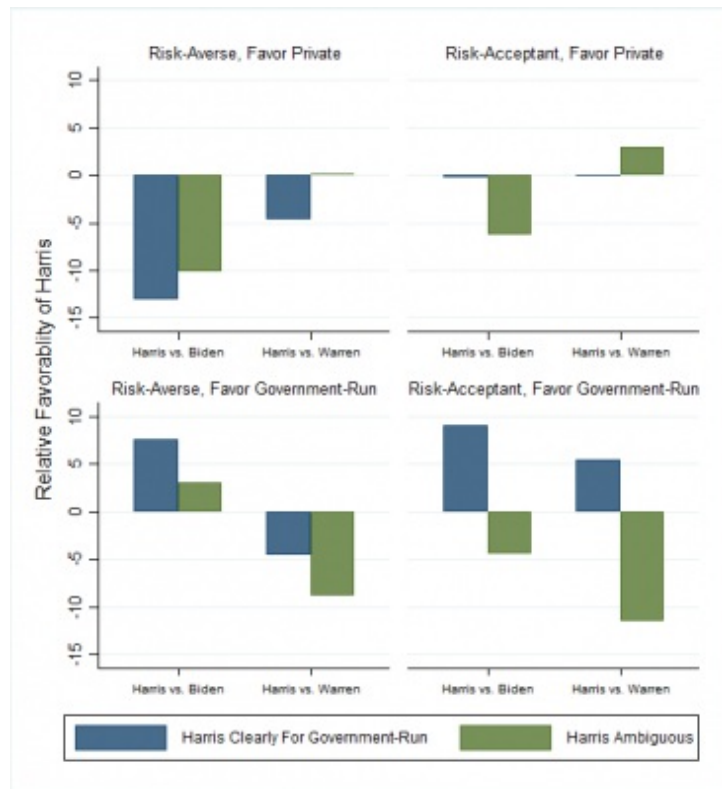 Risk-Averse, Favor Private
Risk-Acceptant, Favor Private
Relative Favorablity of Harris
10
5
0
-5
-10
-15
Harris vs. Biden
Harris vs. Warren
Harris vs. Biden
Harris vs. Warren
Risk-Averse, Favor Government-Run
Risk-Acceptant, Favor Government-Run
10
5
0
-5
-10
-15
Harris vs. Biden
Harris vs. Warren
Harris vs. Biden
Harris vs. Warren
Harris Clearly For Government-Run
Harris Ambiguous